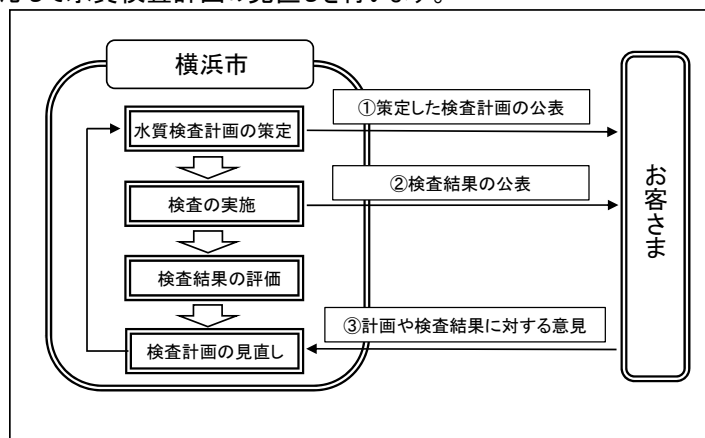 応じて水質検査計画の見直しを行います。
横浜市
①策定した検査計画の公表
水質検査計画の策定
②検査結果の公表
検査の実施
お客さま
検査結果の評価
③計画や検査結果に対する意見
検査計画の見直し